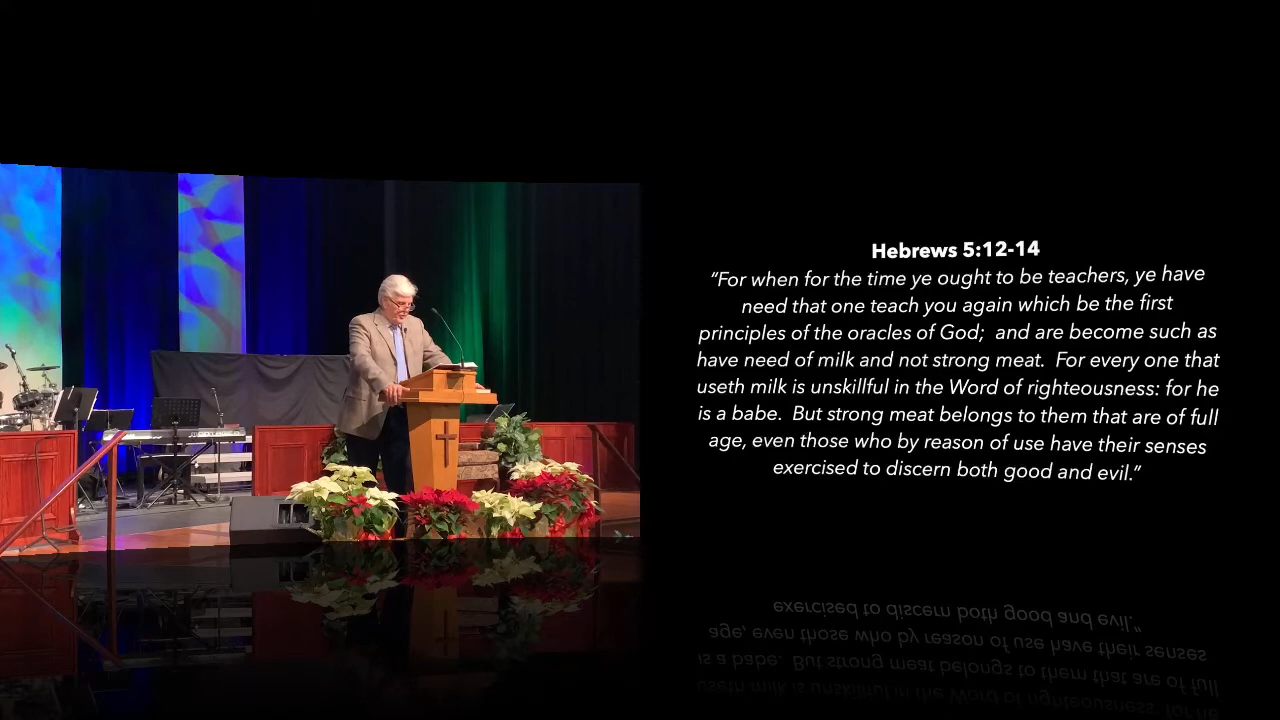 Hebrews 5:12-14
“For when for the time ye ought to be teachers, ye have
need that one teach you again which be the first
principles of the oracles of God;  and are become such as
have need of milk and not strong meat.  For every one that
useth milk is unskillful in the Word of righteousness: for he
is a babe.  But strong meat belongs to them that are of full
age, even those who by reason of use have their senses
exercised to discern both good and evil.”